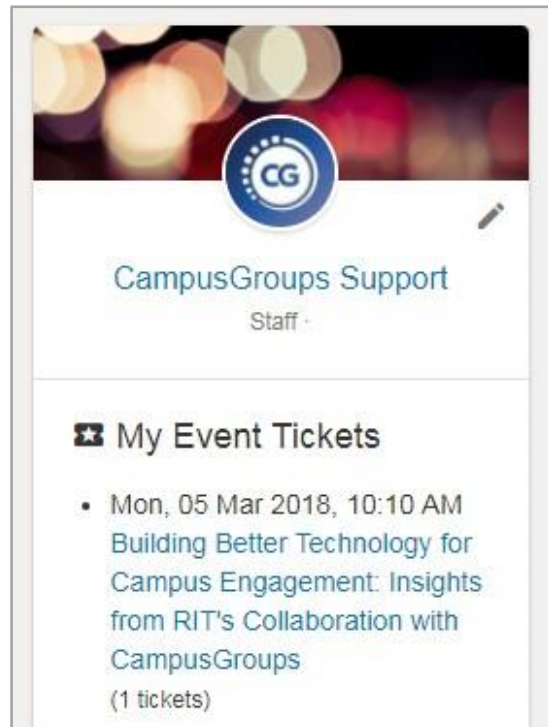 CG
CampusGroups Support
Staff ·
My Event Tickets
• Mon, 05 Mar 2018, 10:10 AM
Building Better Technology for
Campus Engagement: Insights
from RIT's Collaboration with
CampusGroups
(1 tickets)